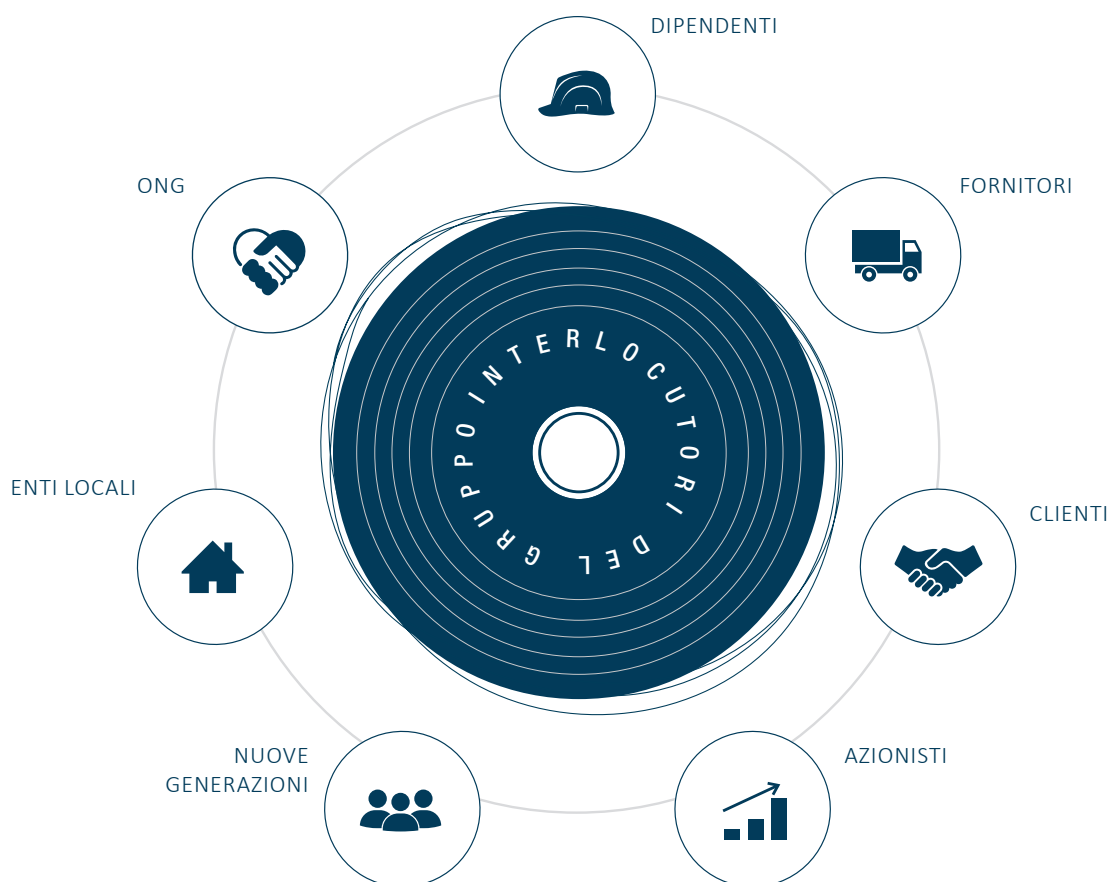 DIPENDENTI
ONG
FORNITORI
INTERLOCUTORI
DEL GRUPPO
ENTI LOCALI
CLIENTI
NUOVE
GENERAZIONI
AZIONISTI